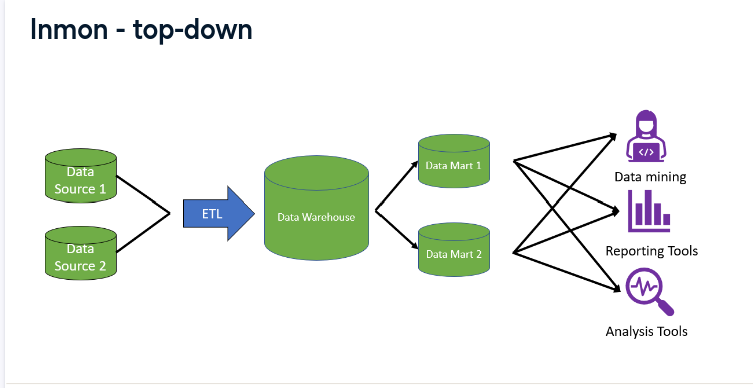 Inmon - top-down
Data
Source 1
Data
Source 2
ETL
Data Warehouse
Data Mart 1
Data Mart 2
</>
Data mining
Reporting Tools
Analysis Tools